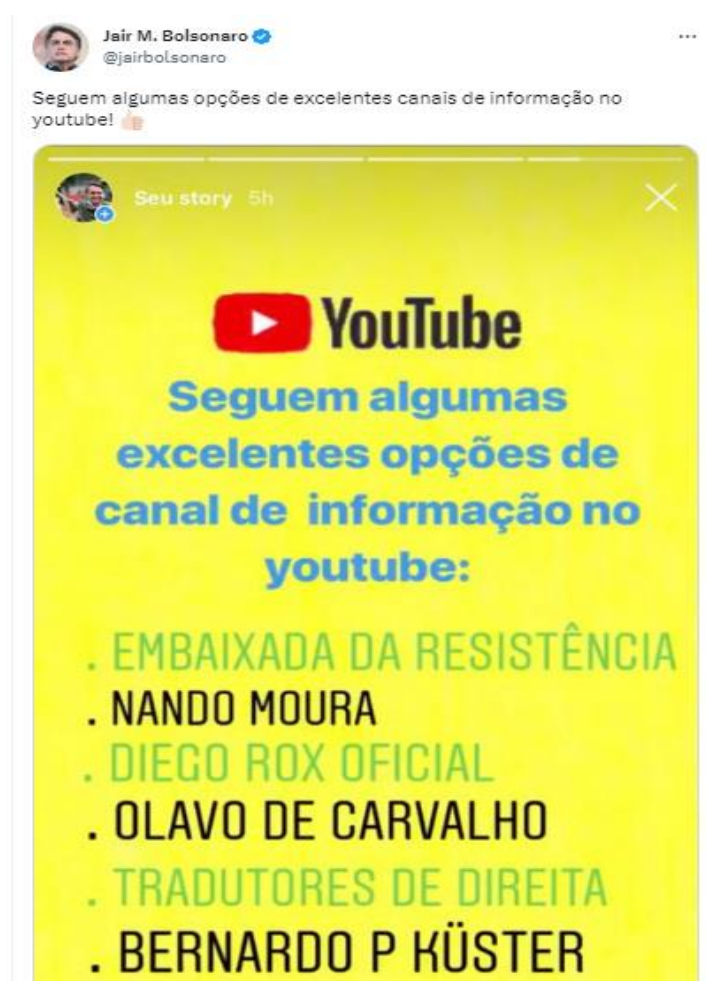 Jair M. Bolsonaro
@jairbolsonaro
Seguem algumas opções de excelentes canais de informação no
youtube! 👍🏻
Seu story 5h
YouTube
Seguem algumas
excelentes opções de
canal de informação no
youtube:
. EMBAIXADA DA RESISTÊNCIA
. NANDO MOURA
. DIEGO ROX OFICIAL
. OLAVO DE CARVALHO
. TRADUTORES DE DIREITA
. BERNARDO P KÜSTER